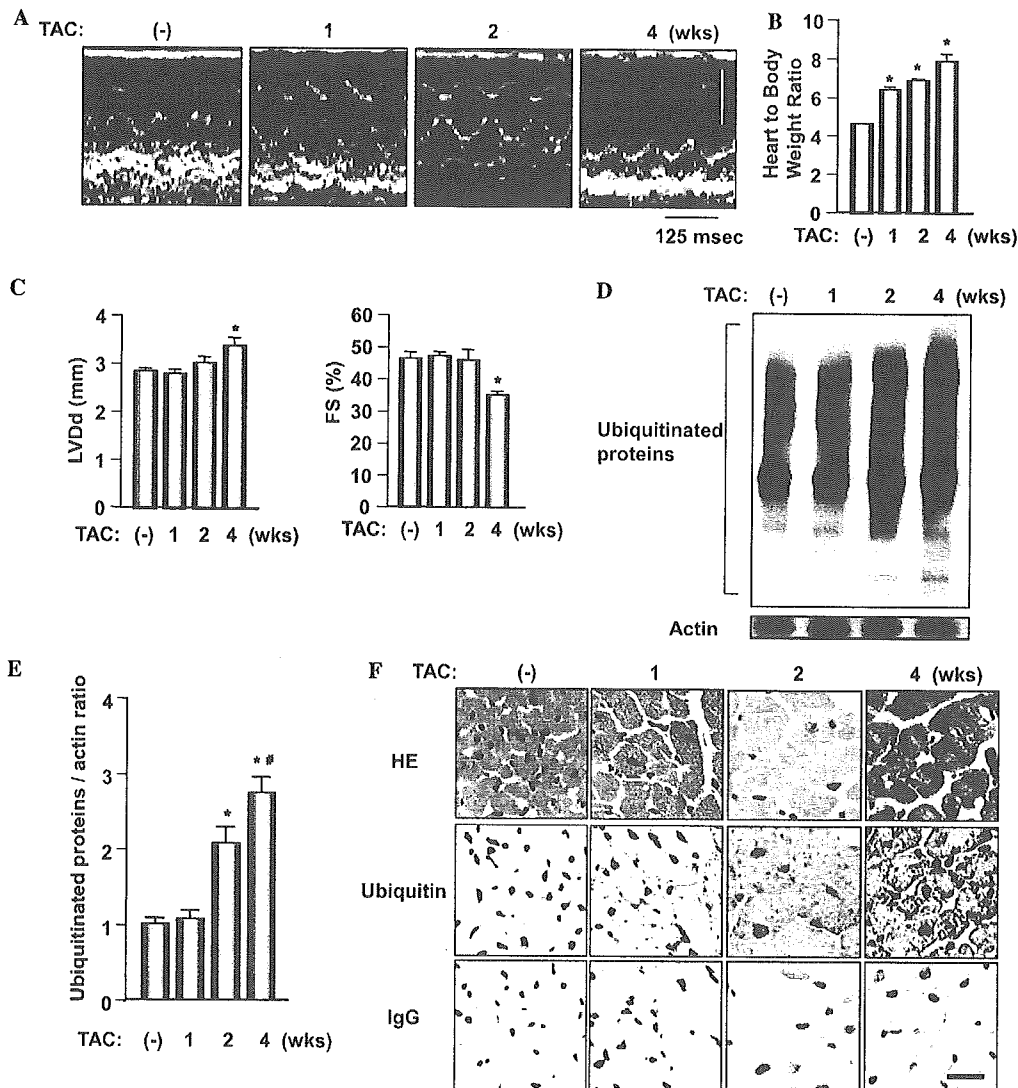 A TAC: (-) 1 2 4 (wks)
125 msec
B
Heart to Body
Weight Ratio
10
8
6
4
2
0
* * *
TAC: (-) 1 2 4 (wks)
C
LVDd (mm)
4
3
2
1
0
*
TAC: (-) 1 2 4 (wks)
FS (%)
60
50
40
30
20
10
0
*
TAC: (-) 1 2 4 (wks)
D TAC: (-) 1 2 4 (wks)
Ubiquitinated
proteins
Actin
E
Ubiquitinated proteins / actin ratio
4
3
2
1
0
* * #
TAC: (-) 1 2 4 (wks)
F TAC: (-) 1 2 4 (wks)
HE
Ubiquitin
IgG